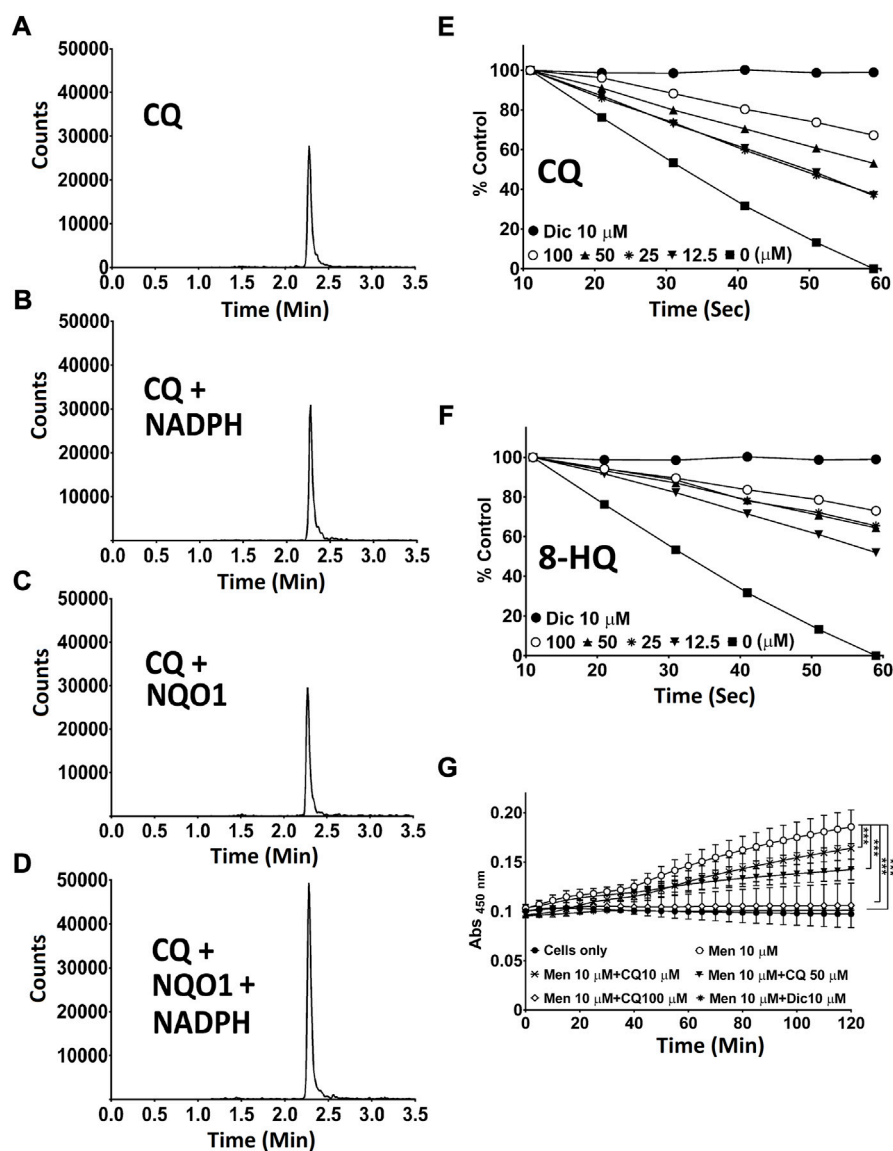 A
50000
40000
30000
20000
10000
0
Counts
CQ
0.0 0.5 1.0 1.5 2.0 2.5 3.0 3.5
Time (Min)
B
50000
40000
30000
20000
10000
Counts
CQ +
NADPH
0.0 0.5 1.0 1.5 2.0 2.5 3.0 3.5
Time (Min)
C
50000
40000
30000
20000
10000
Counts
CQ +
NQO1
0.0 0.5 1.0 1.5 2.0 2.5 3.0 3.5
Time (Min)
D
50000
40000
30000
20000
10000
Counts
CQ +
NQO1 +
NADPH
0.0 0.5 1.0 1.5 2.0 2.5 3.0 3.5
Time (Min)
E
100
80
60
40
20
0
% Control
CQ
Dic 10 μM
100 50 25 12.5 0 (μM)
10 20 30 40 50 60
Time (Sec)
F
100
80
60
40
20
0
% Control
8-HQ
Dic 10 μM
100 50 25 12.5 0 (μM)
10 20 30 40 50 60
Time (Sec)
G
0.20
0.15
0.1
0.05
Abs 450 nm
***
***
***
***
Cells only Men 10 μM
Men 10 μM+CQ10 μM Men 10 μM+CQ 50 μM
Men 10 μM+CQ100 μM Men 10 μM+Dic10 μM
0 20 40 60 80 100 120
Time (Min)